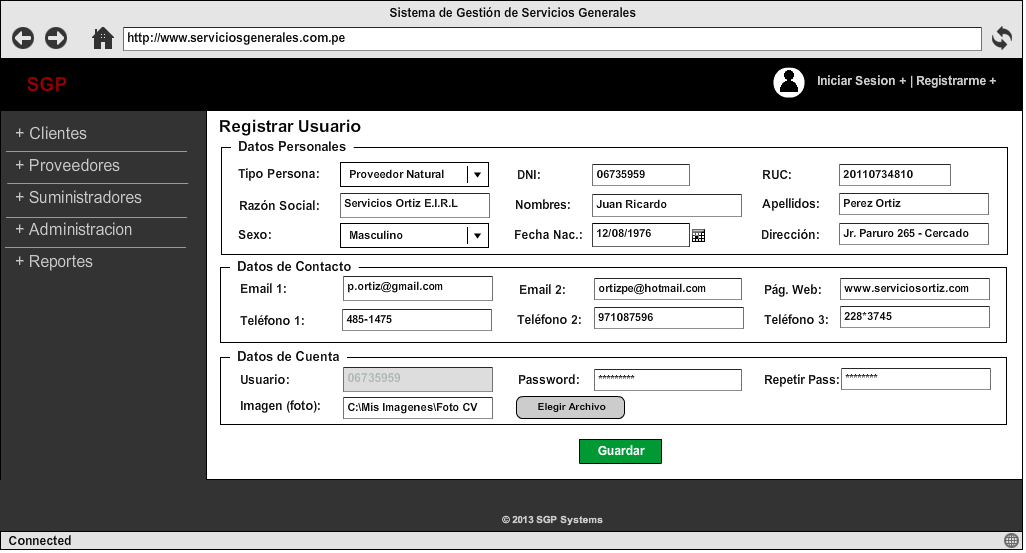 Sistema de Gestión de Servicios Generales
http://www.serviciosgenerales.com.pe
SGP
Iniciar Sesion + | Registrarme +
+ Clientes
+ Proveedores
+ Suministradores
+ Administracion
+ Reportes
Registrar Usuario
Datos Personales
Tipo Persona: Proveedor Natural DNI: 06735959 RUC: 20110734810
Razón Social: Servicios Ortiz E.I.R.L Nombres: Juan Ricardo Apellidos: Perez Ortiz
Sexo: Masculino Fecha Nac.: 12/08/1976 Dirección: Jr. Paruro 265 - Cercado
Datos de Contacto
Email 1: p.ortiz@gmail.com Email 2: ortizpe@hotmail.com Pág. Web: www.serviciosortiz.com
Teléfono 1: 485-1475 Teléfono 2: 971087596 Teléfono 3: 228*3745
Datos de Cuenta
Usuario: 06735959 Password: ********* Repetir Pass: ********
Imagen (foto): C:\Mis Imagenes\Foto CV Elegir Archivo
Guardar
© 2013 SGP Systems
Connected